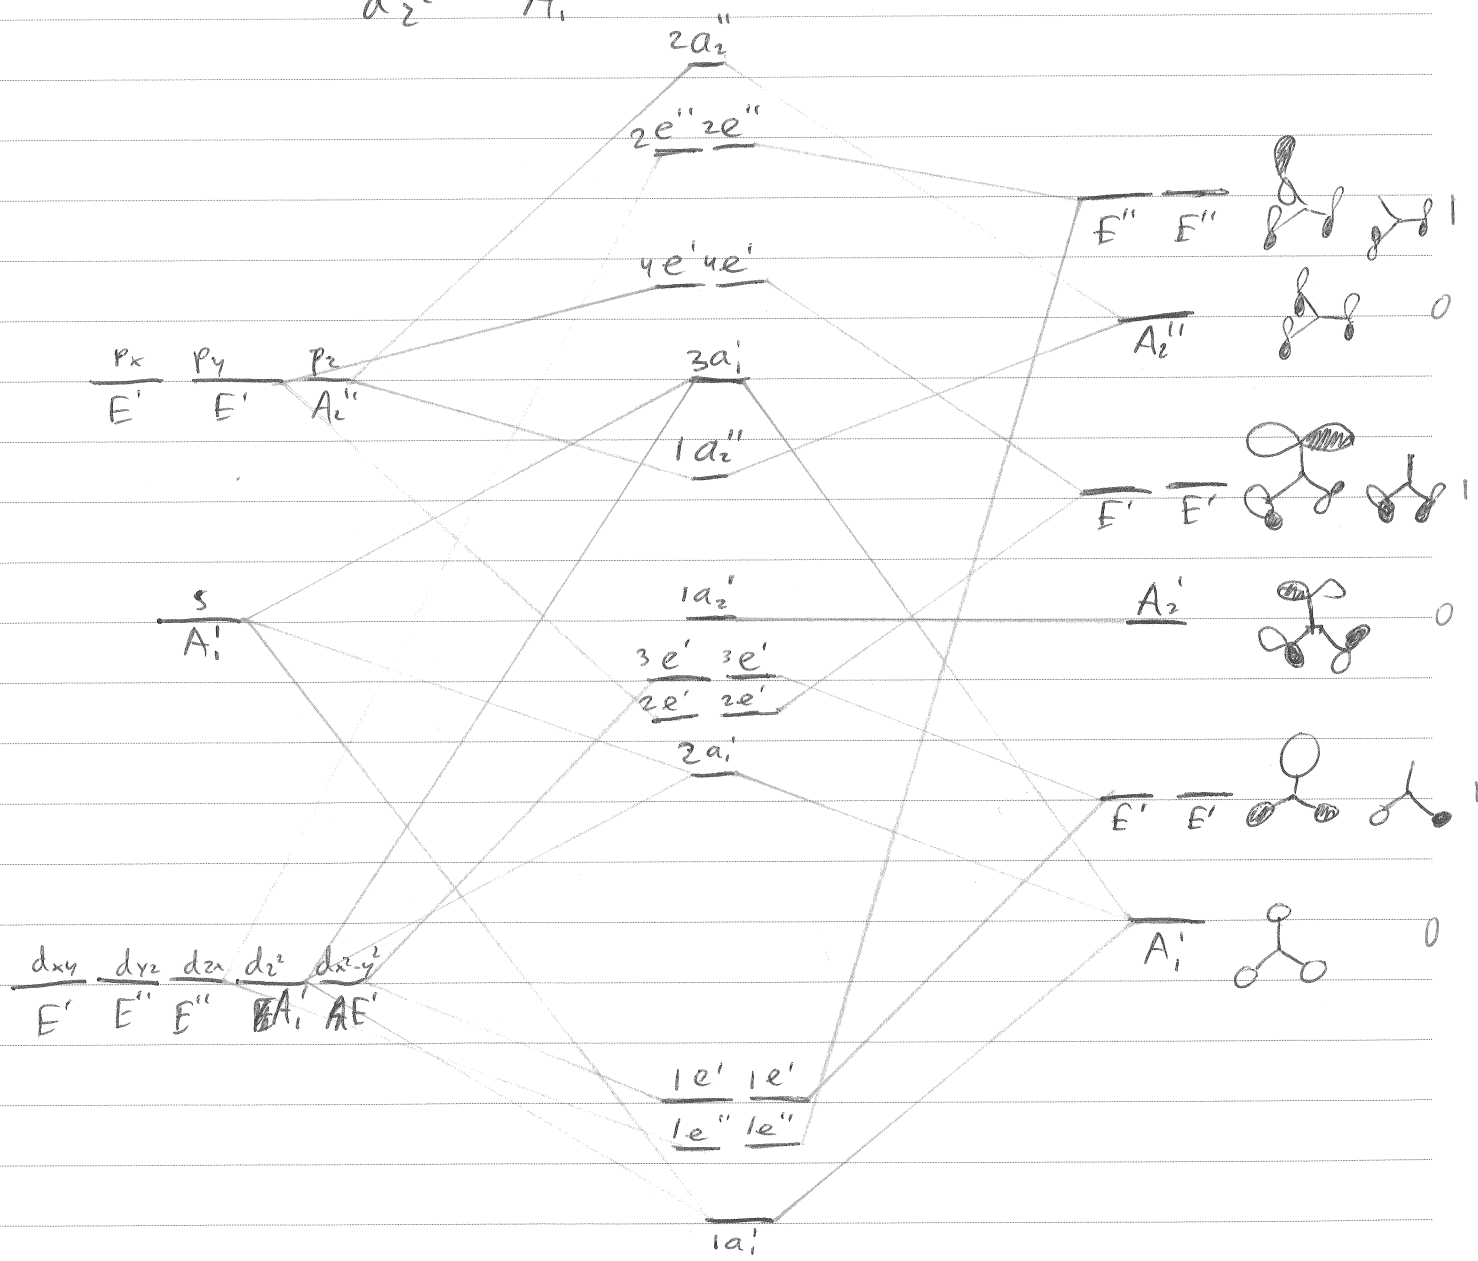 a₂² A₁
2a₂''
2e'' 2e''
E'' E'' 1
4e' 4e'
A₂'' 0
px py pz
E' E' A₂''
3a₁'
1a₂''
E' E' 1
s
A₁'
1a₂'
A₂' 0
3e' 3e'
2e' 2e'
2a₁'
E' E' 1
A₁' 0
dxy dyz dzx dz² dx²-y²
E' E'' E'' A₁' E'
1e' 1e'
1e'' 1e''
1a₁'